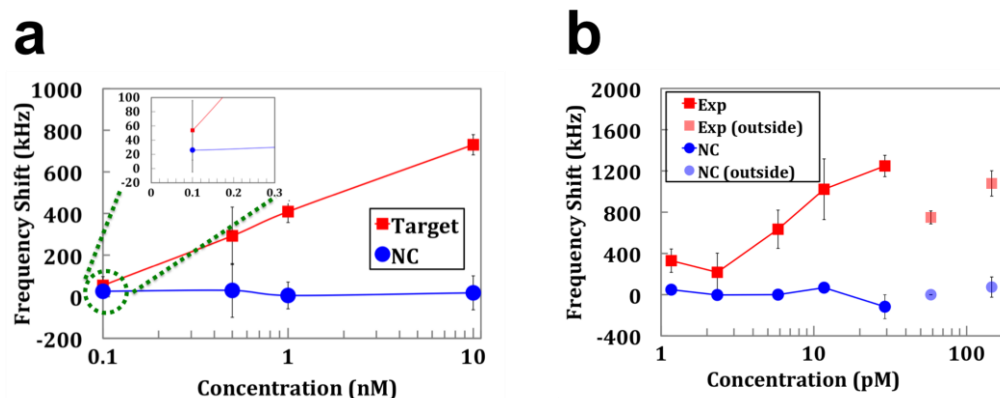 a
1000
800
600
400
200
0
-200
Frequency Shift (kHz)
100
80
60
40
20
0
-20
0
0.1
0.2
0.3
Target
NC
0.1
1
10
Concentration (nM)
b
2000
1600
1200
800
400
0
-400
Frequency Shift (kHz)
Exp
Exp (outside)
NC
NC (outside)
1
10
100
Concentration (pM)